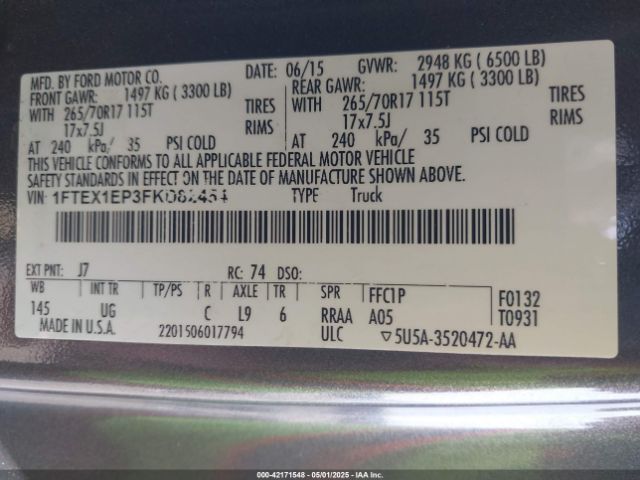 MFD. BY FORD MOTOR CO.
DATE: 06/15 GVWR: 2948 KG ( 6500 LB)
FRONT GAWR: 1497 KG ( 3300 LB)
REAR GAWR: 1497 KG ( 3300 LB)
WITH 265/70R17 115T TIRES
WITH 265/70R17 115T TIRES
17x7.5J RIMS
17x7.5J RIMS
AT 240 kPa/ 35 PSI COLD
AT 240 kPa/ 35 PSI COLD
THIS VEHICLE CONFORMS TO ALL APPLICABLE FEDERAL MOTOR VEHICLE
SAFETY STANDARDS IN EFFECT ON THE DATE OF MANUFACTURE SHOWN ABOVE.
VIN: TYPE: Truck
EXT PNT: J7 RC: 74 DSO:
WB INT TR TP/PS R AXLE TR SPR FFC1P F0132
145 UG C L9 6 RRAA A05 T0931
MADE IN U.S.A. 2201506017794 ULC ▽5U5A-3520472-AA
000-42171548 - 05/01/2025 - IAA Inc.